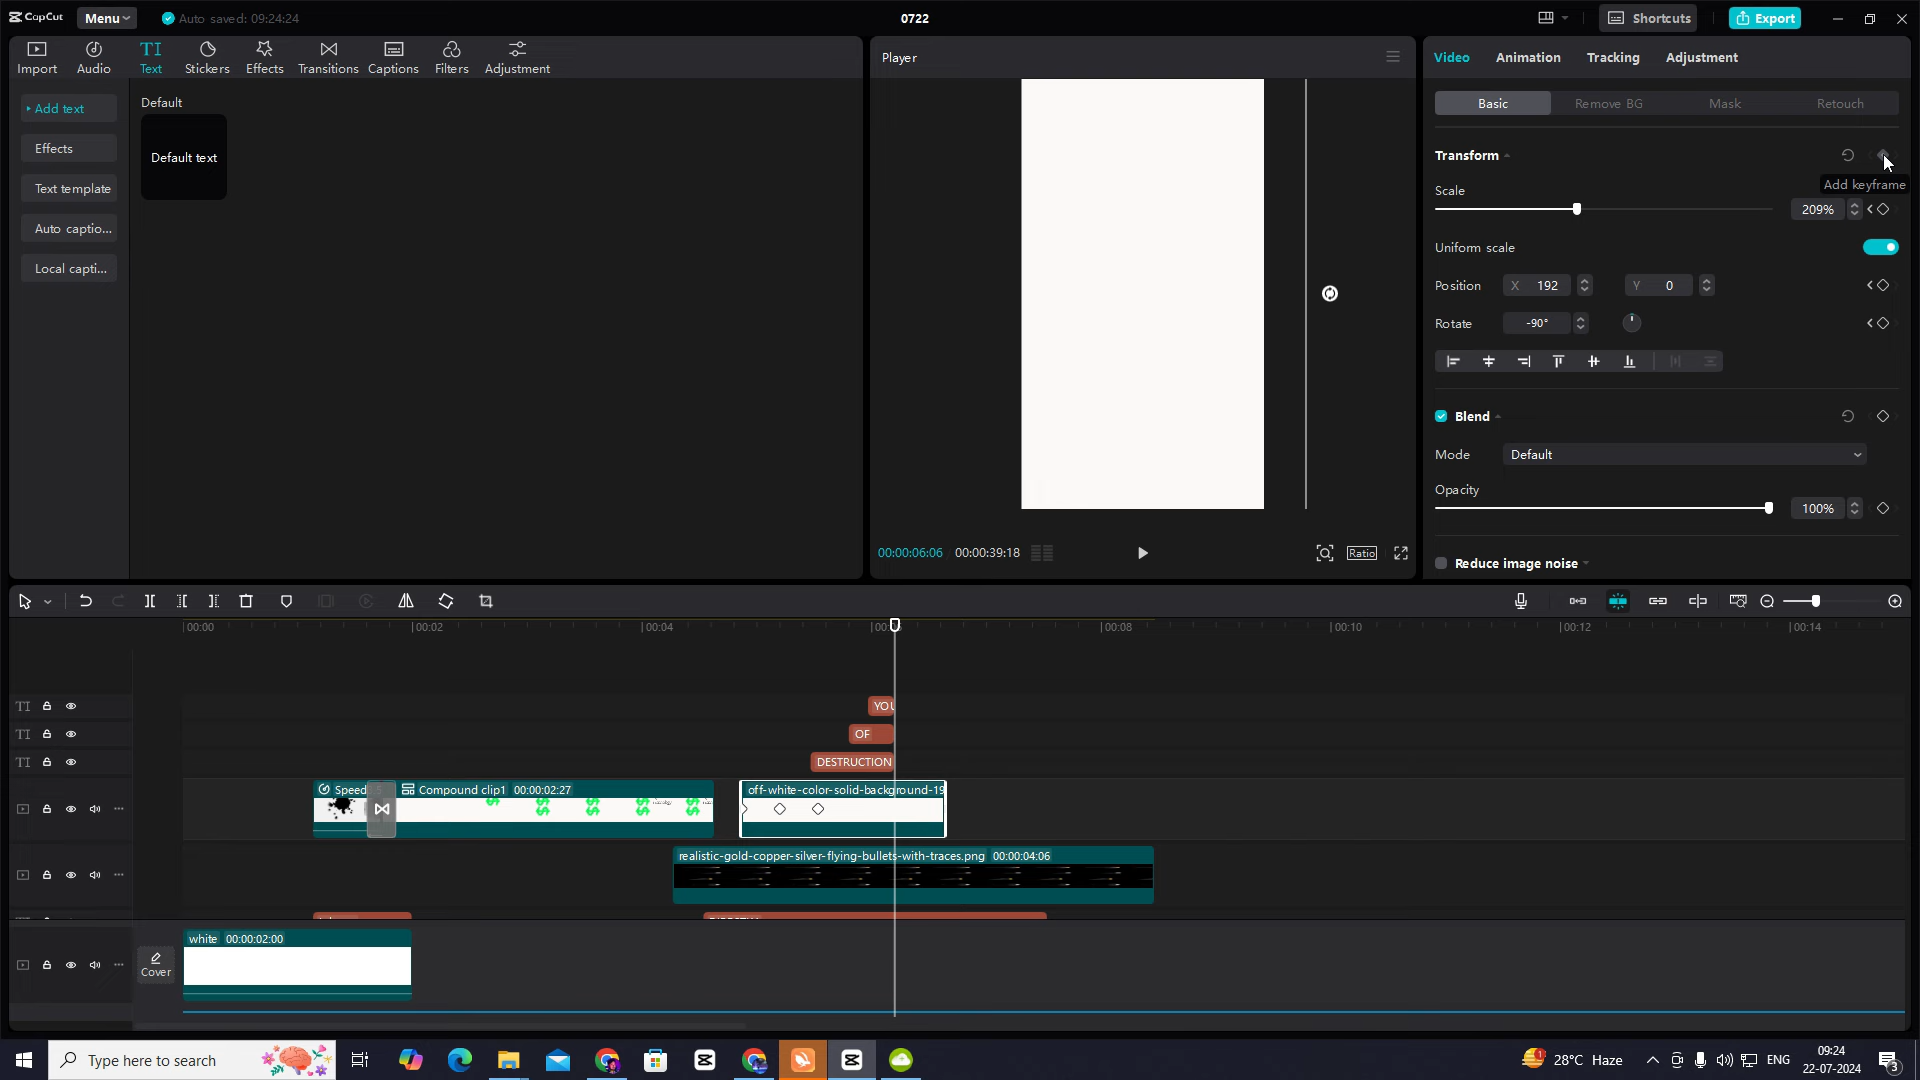 CapCut
Menu
Auto saved: 09:24:24
0722
Shortcuts
Export
Import
Audio
TI
Text
Stickers
Effects
Transitions
Captions
Filters
Adjustment
Add text
Effects
Text template
Auto captio...
Local capti...
Default
Default text
Player
00:00:06:06
00:00:39:18
Ratio
Video
Animation
Tracking
Adjustment
Basic
Remove BG
Mask
Retouch
Transform
Add keyframe
Scale
209%
Uniform scale
Position
X 192
Y 0
Rotate
-90°
Blend
Mode
Default
Opacity
100%
Reduce image noise
00:00
00:02
00:04
00:08
00:10
00:12
00:14
TI
YOU
TI
OF
TI
DESTRUCTION
Compound clip1 00:00:02:27
off-white-color-solid-background-19
realistic-gold-copper-silver-flying-bullets-with-traces.png 00:00:04:06
Cover
white 00:00:02:00
Type here to search
28°C Haze
ENG
09:24
22-07-2024
3